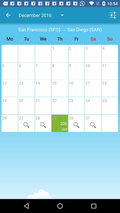 18:54
December 2016
San Francisco (SFO) → San Diego (SAN)
Mo Tu We Th Fr Sa Su
1 2 3 4
5 6 7 8 9 10 11
12 13 14 15 16 17 18
19 20 21 22 23 24 25
26 27 28 29 30 31